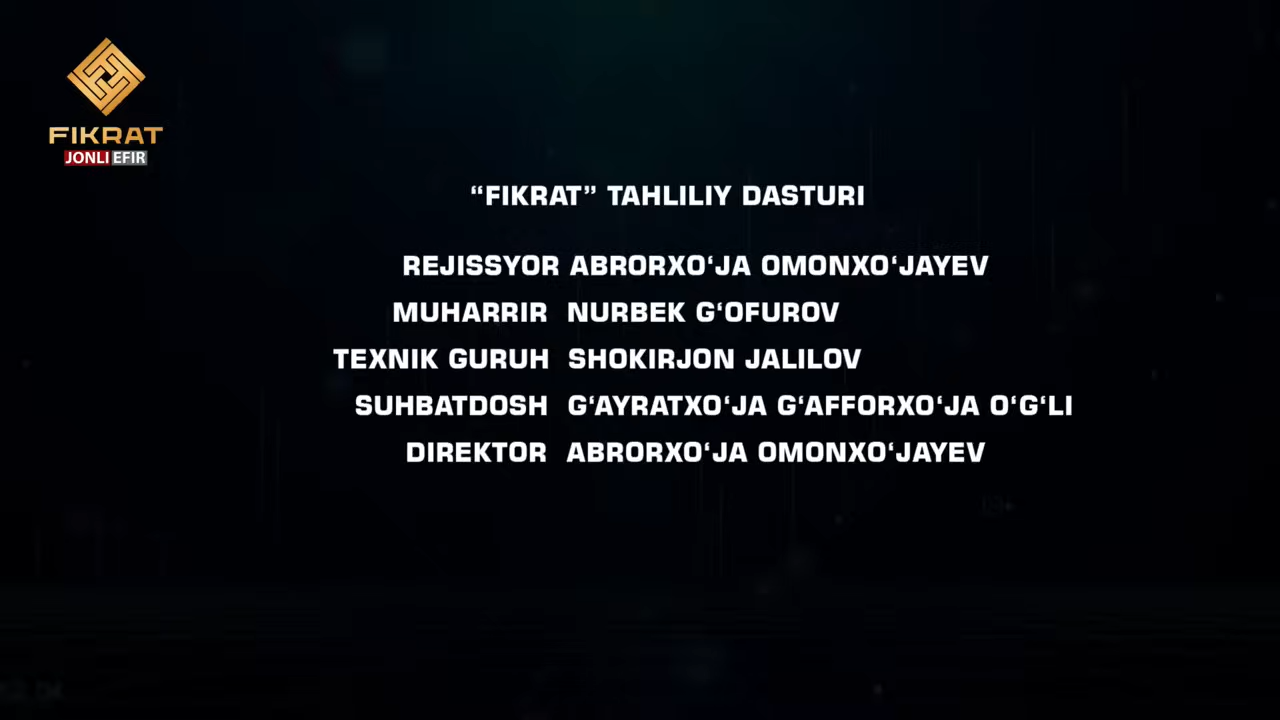 FIKRAT
JONLI EFIR
“FIKRAT” TAHLILIY DASTURI
REJISSYOR ABRORXO‘JA OMONXO‘JAYEV
MUHARRIR NURBEK G‘OFUROV
TEXNIK GURUH SHOKIRJON JALILOV
SUHBATDOSH G‘AYRATXO‘JA G‘AFFORXO‘JA O‘G‘LI
DIREKTOR ABRORXO‘JA OMONXO‘JAYEV